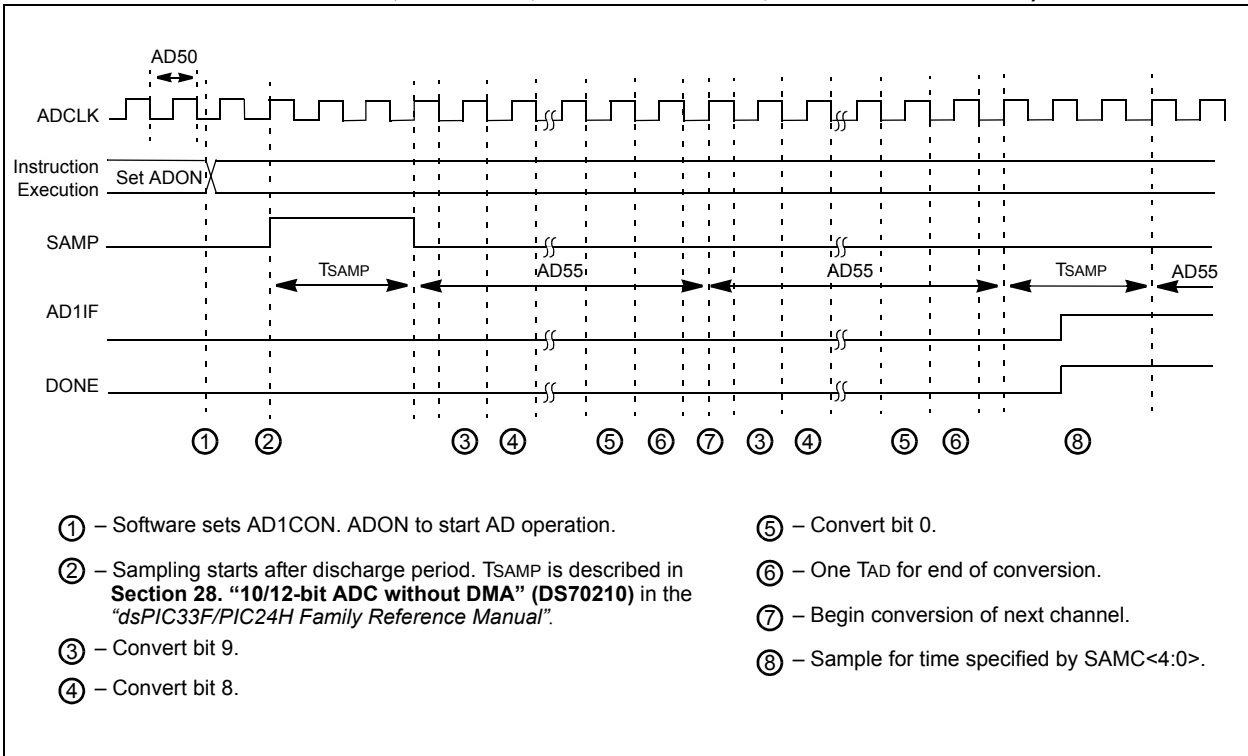 AD50
ADCLK
Instruction
Execution
Set ADON
SAMP
TSAMP
AD55
AD55
TSAMP
AD55
AD1IF
DONE
1 2 3 4 5 6 7 3 4 5 6 8
1 – Software sets AD1CON. ADON to start AD operation.
2 – Sampling starts after discharge period. TSAMP is described in
Section 28. “10/12-bit ADC without DMA” (DS70210) in the
“dsPIC33F/PIC24H Family Reference Manual”.
3 – Convert bit 9.
4 – Convert bit 8.
5 – Convert bit 0.
6 – One TAD for end of conversion.
7 – Begin conversion of next channel.
8 – Sample for time specified by SAMC<4:0>.